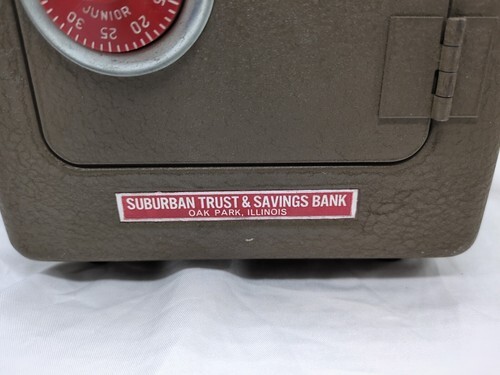 JUNIOR
30 25 20
SUBURBAN TRUST & SAVINGS BANK
OAK PARK, ILLINOIS